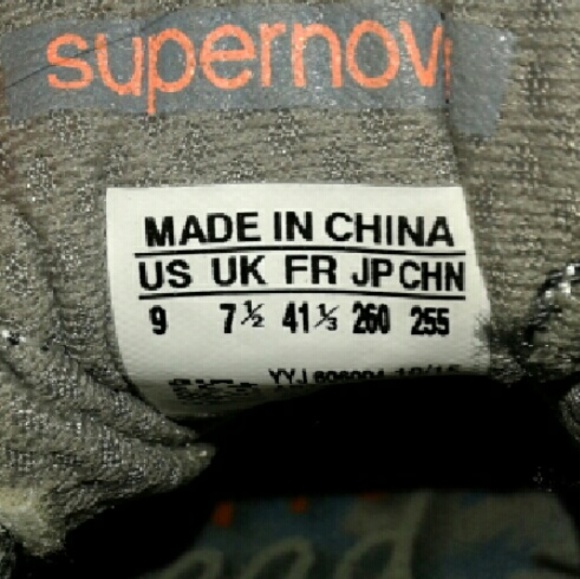 supernov
MADE IN CHINA
US UK FR JP CHN
9 7½ 41⅓ 260 255